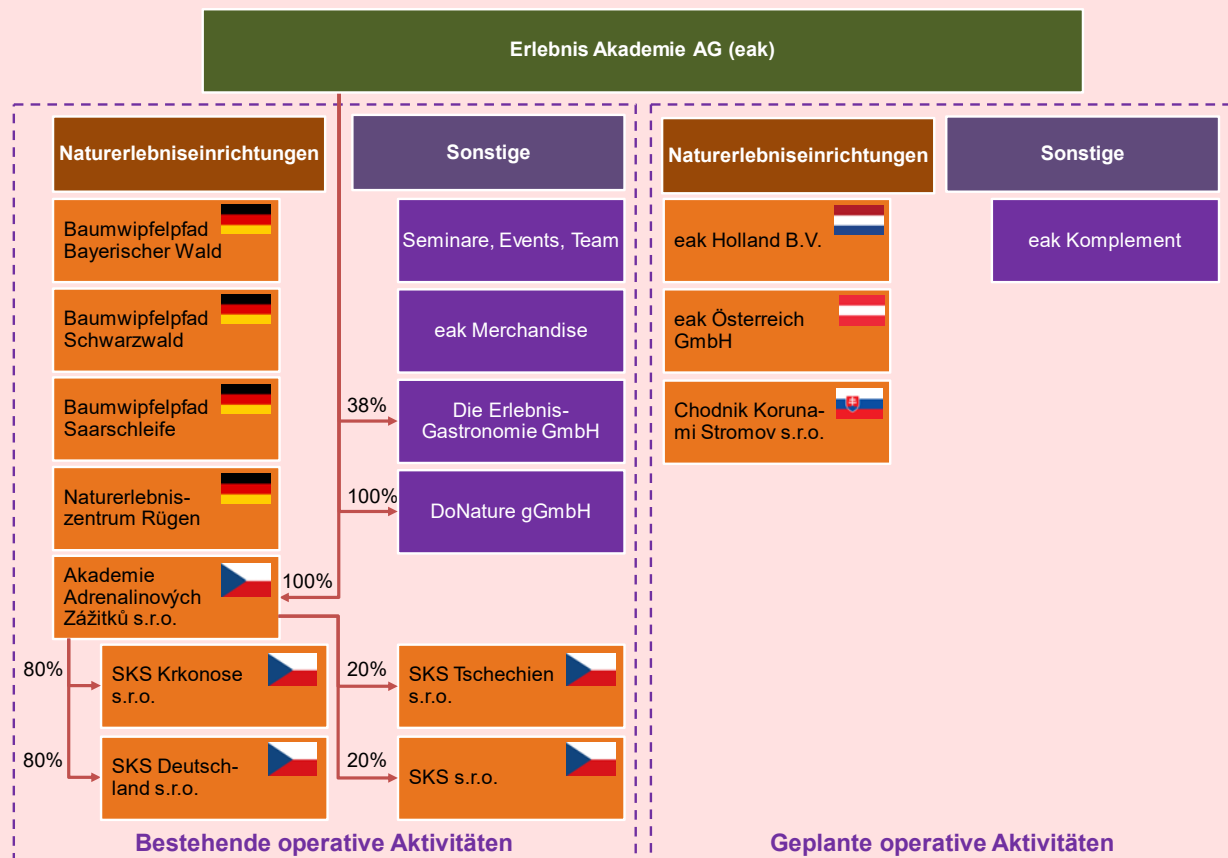 Erlebnis Akademie AG (eak)
Naturerlebniseinrichtungen
Sonstige
Baumwipfelpfad
Bayerischer Wald
Seminare, Events, Team
Baumwipfelpfad
Schwarzwald
eak Merchandise
Baumwipfelpfad
Saarschleife
38%
Die Erlebnis-
Gastronomie GmbH
Naturerlebnis-
zentrum Rügen
100%
DoNature gGmbH
Akademie
Adrenalinových
Zážitků s.r.o.
100%
80%
SKS Krkonose
s.r.o.
20%
SKS Tschechien
s.r.o.
80%
SKS Deutsch-
land s.r.o.
20%
SKS s.r.o.
Bestehende operative Aktivitäten
Naturerlebniseinrichtungen
Sonstige
eak Holland B.V.
eak Komplement
eak Österreich
GmbH
Chodnik Koruna-
mi Stromov s.r.o.
Geplante operative Aktivitäten